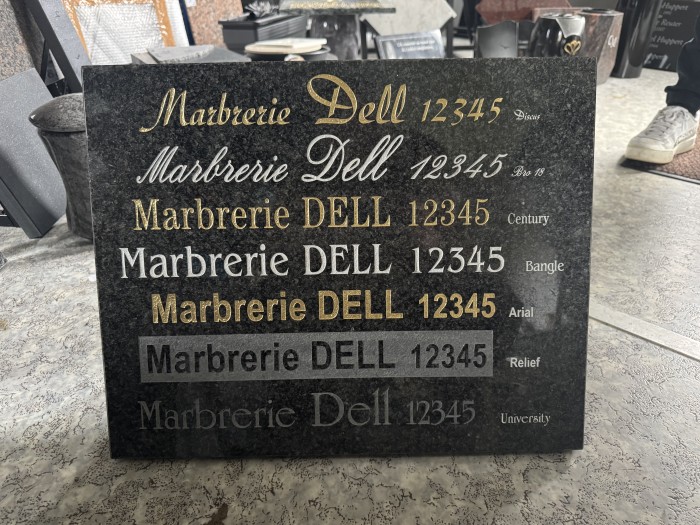 Marbrerie Dell 12345 Discus
Marbrerie Dell 12345 Bro 18
Marbrerie DELL 12345 Century
Marbrerie DELL 12345 Bangle
Marbrerie DELL 12345 Arial
Marbrerie DELL 12345 Relief
Marbrerie Dell 12345 University